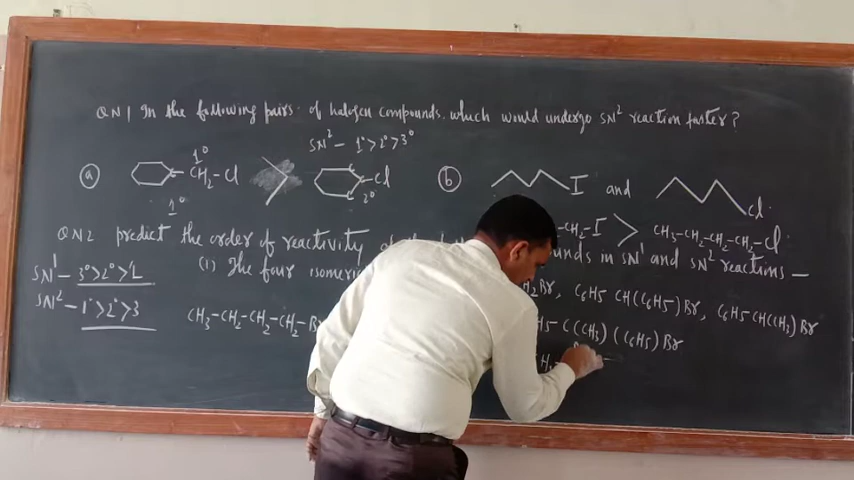 QN1 In the following pairs of halogen compounds. which would undergo SN² reaction faster?
SN² - 1°>2°>3°
(a) 1° CH₂-Cl > Cl 2° (b) I and Cl
1°
CH₂-I > CH₃-CH₂-CH₂-CH₂-Cl
QN2 predict the order of reactivity of in SN¹ and SN² reactions -
SN¹ - 3°>2°>1° (i) The four
SN² - 1°>2°>3
Br, C₆H₅ CH(C₆H₅)Br, C₆H₅-CH(CH₃)Br
CH₃-CH₂-CH₂-CH₂-B
C(CH₃)(C₆H₅)Br